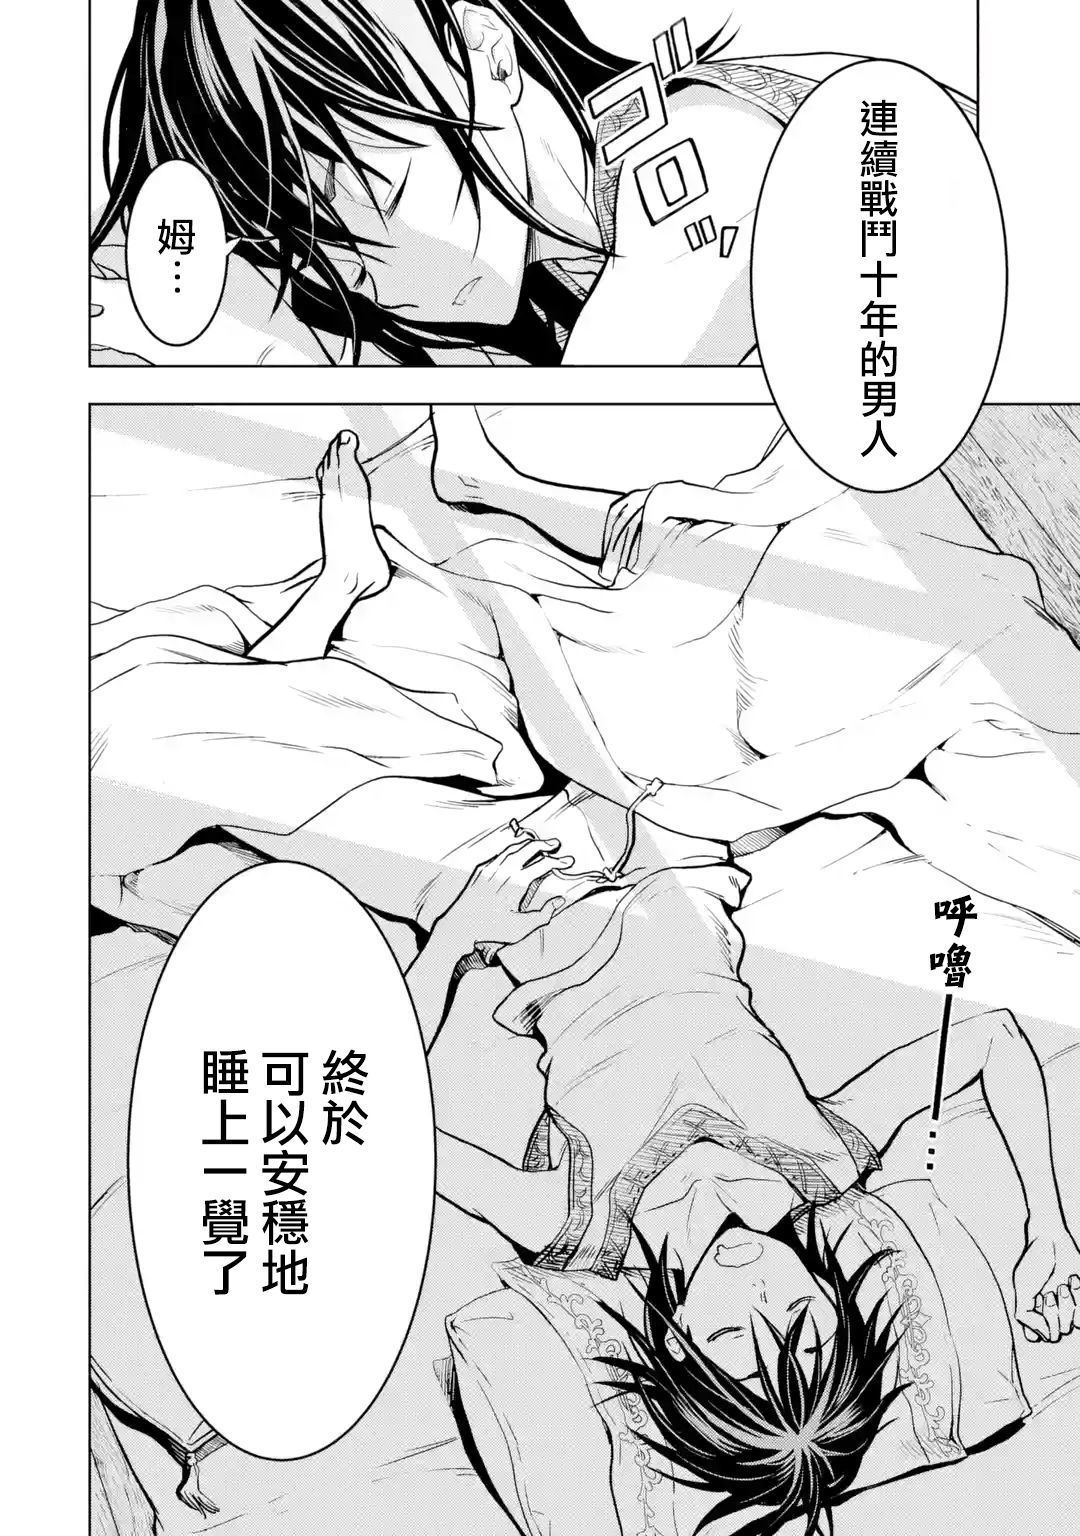 連續戰鬥十年的男人
ゴロン
姆…
呼嚕——……
終於
可以安穩地
睡上一覺了